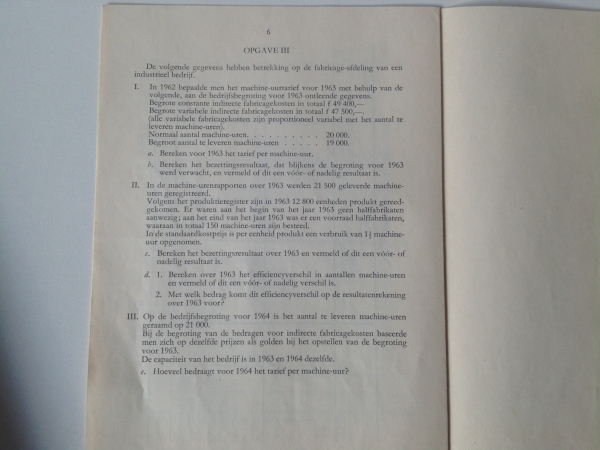 6
OPGAVE III
De volgende gegevens hebben betrekking op de fabricage-afdeling van een
industrieel bedrijf.
I. In 1962 bepaalde men het machine-uurtarief voor 1963 met behulp van de
volgende, aan de bedrijfsbegroting voor 1963 ontleende gegevens.
Begrote constante indirecte fabricagekosten in totaal f 49 400,—
Begrote variabele indirecte fabricagekosten in totaal f 47 500,—.
(alle variabele fabricagekosten zijn proportioneel variabel met het aantal te
leveren machine-uren).
Normaal aantal machine-uren. . . . . . . . . . 20 000.
Begroot aantal te leveren machine-uren . . . . . 19 000.
a. Bereken voor 1963 het tarief per machine-uur.
b. Bereken het bezettingsresultaat, dat blijkens de begroting voor 1963
werd verwacht, en vermeld of dit een vóór- of nadelig resultaat is.
II. In de machine-urenrapporten over 1963 werden 21 500 geleverde machine-
uren geregistreerd.
Volgens het produktieregister zijn in 1963 12 800 eenheden produkt gereed-
gekomen. Er waren aan het begin van het jaar 1963 geen halffabrikaten
aanwezig; aan het eind van het jaar 1963 was er een voorraad halffabrikaten,
waaraan in totaal 150 machine-uren zijn besteed.
In de standaardkostprijs is per eenheid produkt een verbruik van machine-
uur opgenomen.
c. Bereken het bezettingsresultaat over 1963 en vermeld of dit een vóór- of
nadelig resultaat is.
d. 1. Bereken over 1963 het efficiencyverschil in aantallen machine-uren
en vermeld of dit een vóór- of nadelig verschil is.
2. Met welk bedrag komt dit efficiencyverschil op de resultatenrekening
over 1963 voor?
III. Op de bedrijfsbegroting voor 1964 is het aantal te leveren machine-uren
geraamd op 21 000.
Bij de begroting van de bedragen voor indirecte fabricagekosten baseerde
men zich op dezelfde prijzen als golden bij het opstellen van de begroting
voor 1963.
De capaciteit van het bedrijf is in 1963 en 1964 dezelfde.
e. Hoeveel bedraagt voor 1964 het tarief per machine-uur?